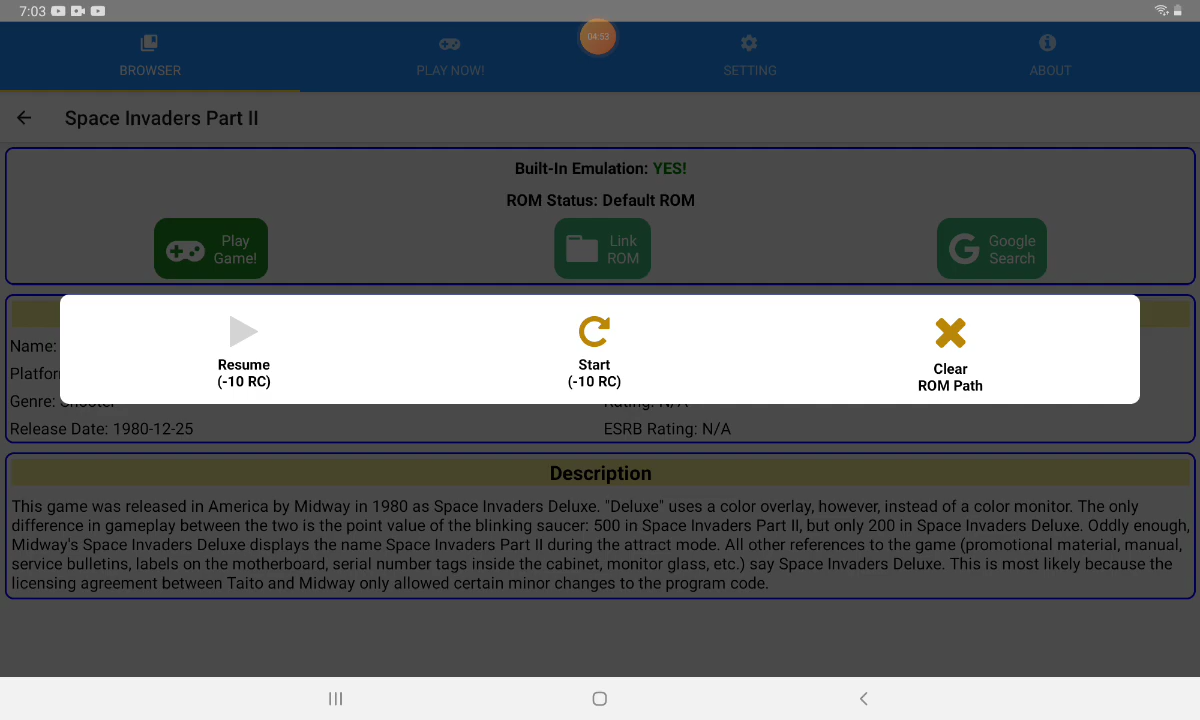 7:03
04:53
BROWSER
PLAY NOW!
SETTING
ABOUT
Space Invaders Part II
Built-In Emulation: YES!
ROM Status: Default ROM
Play
Game!
Link
ROM
Google
Search
Resume
(-10 RC)
Start
(-10 RC)
Clear
ROM Path
Name:
Genre: Shooter
Rating: N/A
Release Date: 1980-12-25
ESRB Rating: N/A
Description
This game was released in America by Midway in 1980 as Space Invaders Deluxe. "Deluxe" uses a color overlay, however, instead of a color monitor. The only
difference in gameplay between the two is the point value of the blinking saucer: 500 in Space Invaders Part II, but only 200 in Space Invaders Deluxe. Oddly enough,
Midway's Space Invaders Deluxe displays the name Space Invaders Part II during the attract mode. All other references to the game (promotional material, manual,
service bulletins, labels on the motherboard, serial number tags inside the cabinet, monitor glass, etc.) say Space Invaders Deluxe. This is most likely because the
licensing agreement between Taito and Midway only allowed certain minor changes to the program code.